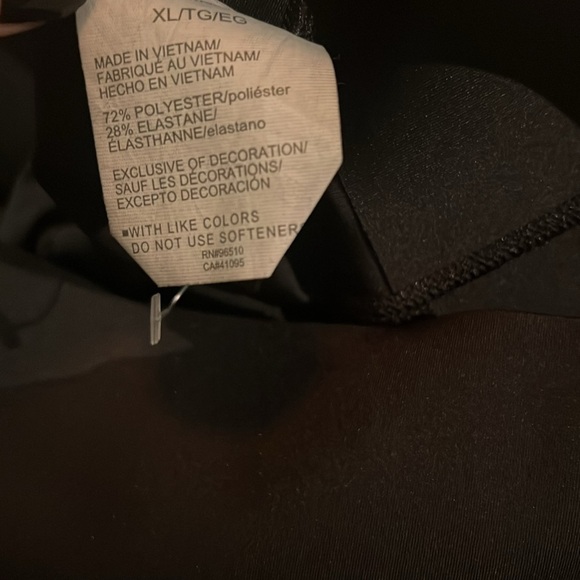 XL/TG/EG
MADE IN VIETNAM/
FABRIQUÉ AU VIETNAM/
HECHO EN VIETNAM
72% POLYESTER/poliéster
28% ELASTANE/
ÉLASTHANNE/elastano
EXCLUSIVE OF DECORATION/
SAUF LES DÉCORATIONS/
EXCEPTO DECORACIÓN
■WITH LIKE COLORS
DO NOT USE SOFTENER
RN#96510
CA#41095